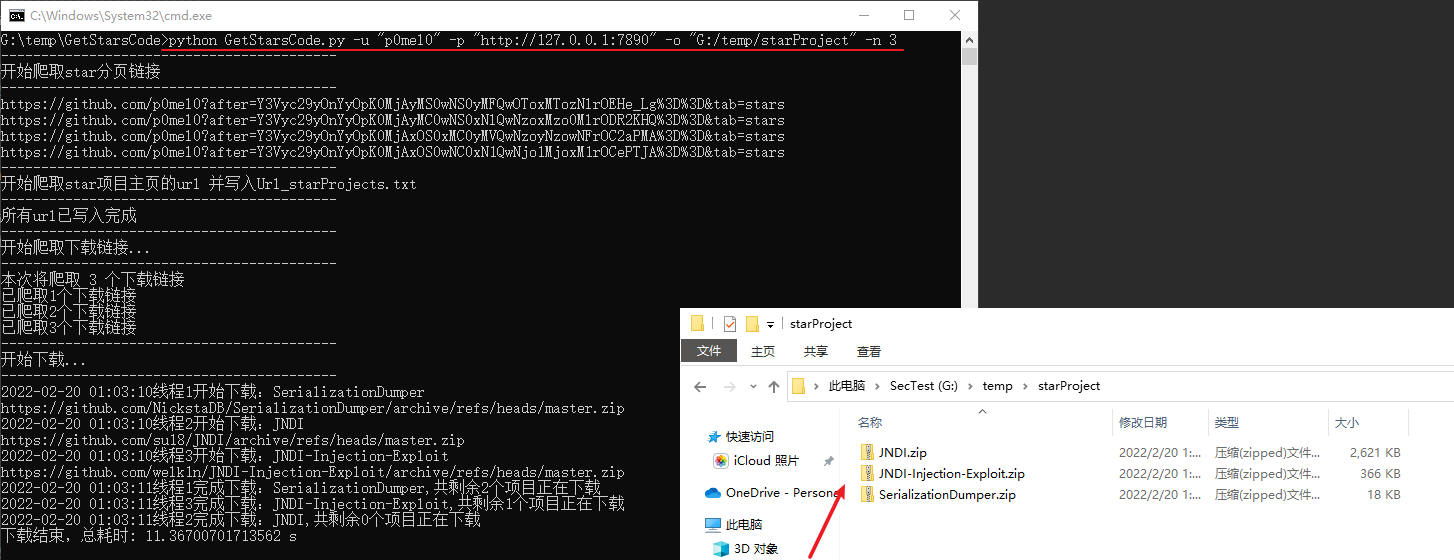 C:\Windows\System32\cmd.exe
G:\temp\GetStarsCode>python GetStarsCode.py -u "p0mel0" -p "http://127.0.0.1:7890" -o "G:/temp/starProject" -n 3
------------------------------------------
开始爬取star分页链接
------------------------------------------
https://github.com/p0mel0?after=Y3Vyc29yOnYyOpK0MjAyMS0wNS0yMFQwOToxMTozN1rOEHe_Lg%3D%3D&tab=stars
https://github.com/p0mel0?after=Y3Vyc29yOnYyOpK0MjAyMC0wNS0xN1QwNzoxMzo0M1rODR2KHQ%3D%3D&tab=stars
https://github.com/p0mel0?after=Y3Vyc29yOnYyOpK0MjAxOS0xMC0yMVQwNzoyNzowNFrOC2aPMA%3D%3D&tab=stars
https://github.com/p0mel0?after=Y3Vyc29yOnYyOpK0MjAxOS0wNC0xN1QwNjo1MjoxM1rOCePTJA%3D%3D&tab=stars
------------------------------------------
开始爬取star项目主页的url 并写入Url_starProjects.txt
------------------------------------------
所有url已写入完成
------------------------------------------
开始爬取下载链接...
------------------------------------------
本次将爬取 3 个下载链接
已爬取1个下载链接
已爬取2个下载链接
已爬取3个下载链接
------------------------------------------
开始下载...
------------------------------------------
2022-02-20 01:03:10线程1开始下载: SerializationDumper
https://github.com/NickstaDB/SerializationDumper/archive/refs/heads/master.zip
2022-02-20 01:03:10线程2开始下载: JNDI
https://github.com/su18/JNDI/archive/refs/heads/master.zip
2022-02-20 01:03:10线程3开始下载: JNDI-Injection-Exploit
https://github.com/welk1n/JNDI-Injection-Exploit/archive/refs/heads/master.zip
2022-02-20 01:03:11线程1完成下载: SerializationDumper,共剩余2个项目正在下载
2022-02-20 01:03:11线程3完成下载: JNDI-Injection-Exploit,共剩余1个项目正在下载
2022-02-20 01:03:11线程2完成下载: JNDI,共剩余0个项目正在下载
下载结束，总耗时: 11.36700701713562 s
starProject
文件 主页 共享 查看
此电脑 > SecTest (G:) > temp > starProject
名称 修改日期 类型 大小
快速访问
iCloud 照片
OneDrive - Persona
此电脑
3D 对象
JNDI.zip 2022/2/20 1:... 压缩(zipped)文件... 2,621 KB
JNDI-Injection-Exploit.zip 2022/2/20 1:... 压缩(zipped)文件... 366 KB
SerializationDumper.zip 2022/2/20 1:... 压缩(zipped)文件... 18 KB